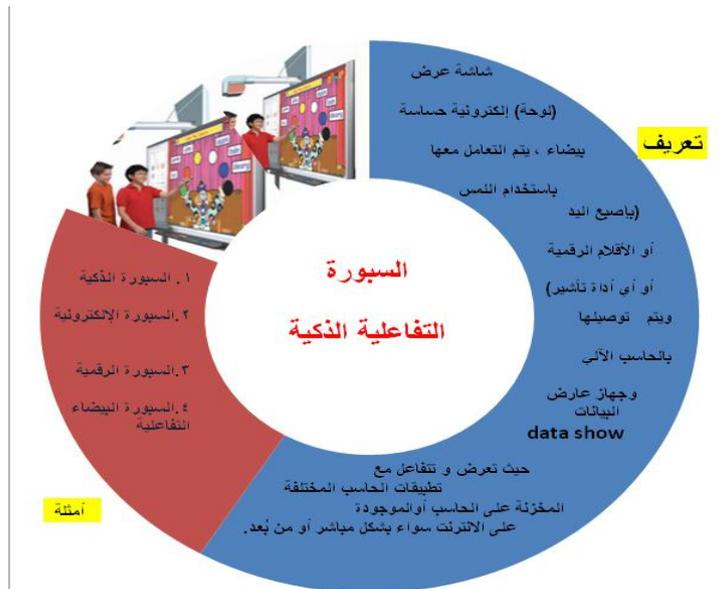 السبورة
التفاعلية الذكية
تعريف
شاشة عرض
(لوحة) إلكترونية حساسة
بيضاء ، يتم التعامل معها
باستخدام اللمس
(بإصبع اليد
أو الأقلام الرقمية
أو أي أداة تأشير)
ويتم توصيلها
بالحاسب الآلي
وجهاز عارض
البيانات
data show
حيث تعرض و تتفاعل مع
تطبيقات الحاسب المختلفة
المخزنة على الحاسب أوالموجودة
على الانترنت سواء بشكل مباشر أو من بُعد.
أمثلة
١. السبورة الذكية
٢.السبورة الإلكترونية
٣.السبورة الرقمية
٤.السبورة البيضاء
التفاعلية